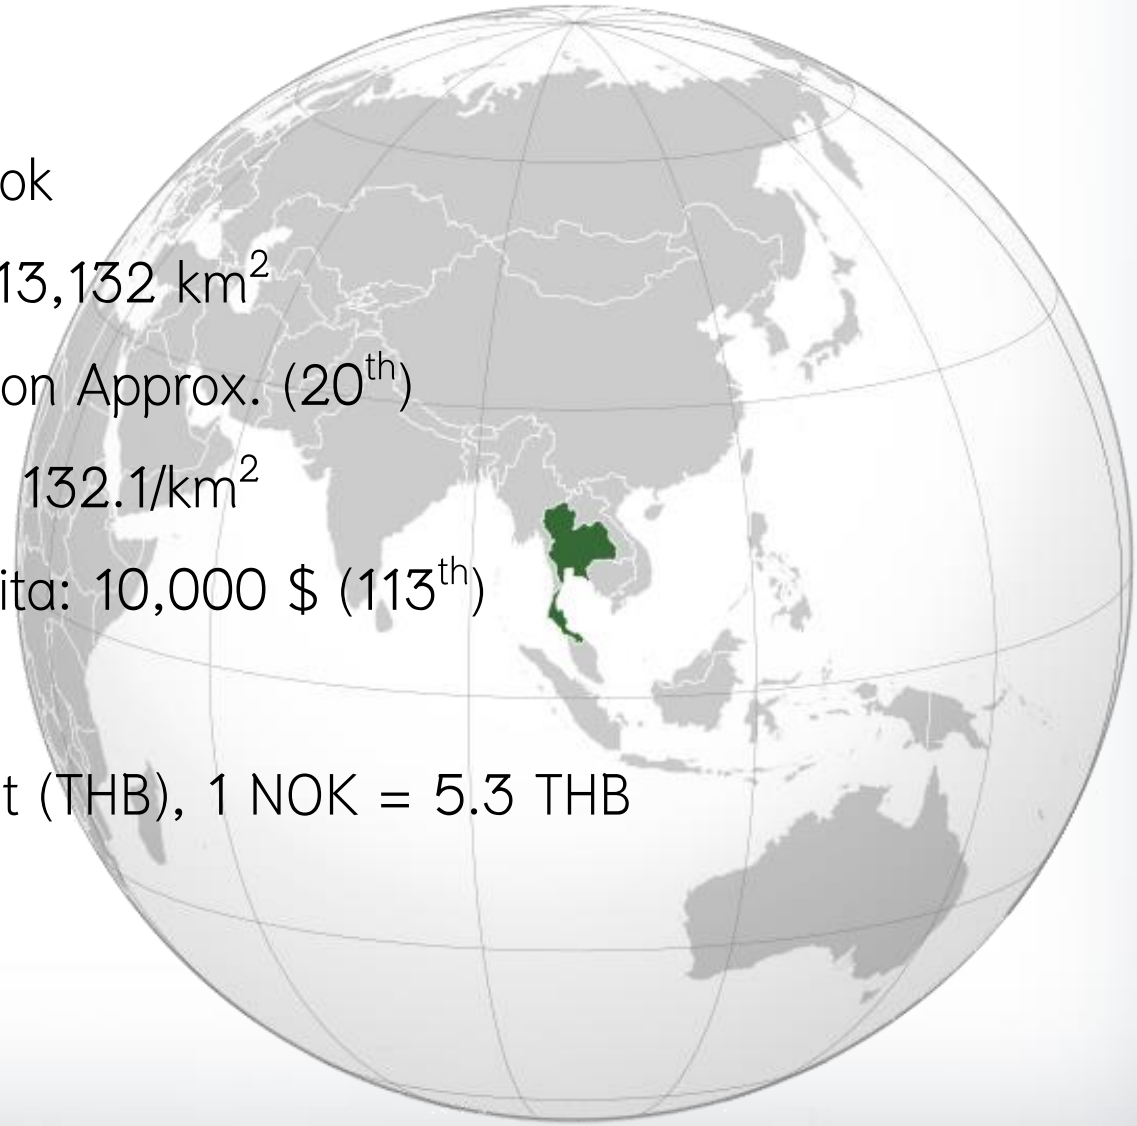 ok
13,132 km²
on Approx. (20th)
132.1/km²
ita: 10,000 $ (113th)
t (THB), 1 NOK = 5.3 THB